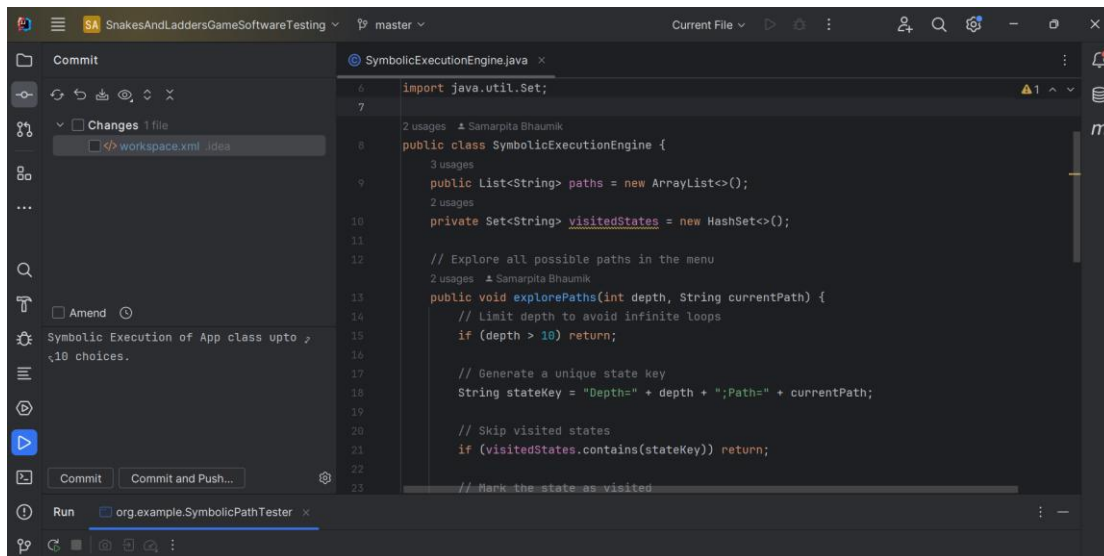 SA SnakesAndLaddersGameSoftwareTesting master Current File
Commit
SymbolicExecutionEngine.java
Changes 1 file
workspace.xml .idea
Amend
Symbolic Execution of App class upto
10 choices.
Commit Commit and Push...
6 import java.util.Set;
1
7
2 usages Samarpita Bhaumik
8 public class SymbolicExecutionEngine {
3 usages
9 public List<String> paths = new ArrayList<>();
2 usages
10 private Set<String> visitedStates = new HashSet<>();
11
12 // Explore all possible paths in the menu
2 usages Samarpita Bhaumik
13 public void explorePaths(int depth, String currentPath) {
14 // Limit depth to avoid infinite loops
15 if (depth > 10) return;
16
17 // Generate a unique state key
18 String stateKey = "Depth=" + depth + ";Path=" + currentPath;
19
20 // Skip visited states
21 if (visitedStates.contains(stateKey)) return;
22
23 // Mark the state as visited
m
Run org.example.SymbolicPathTester